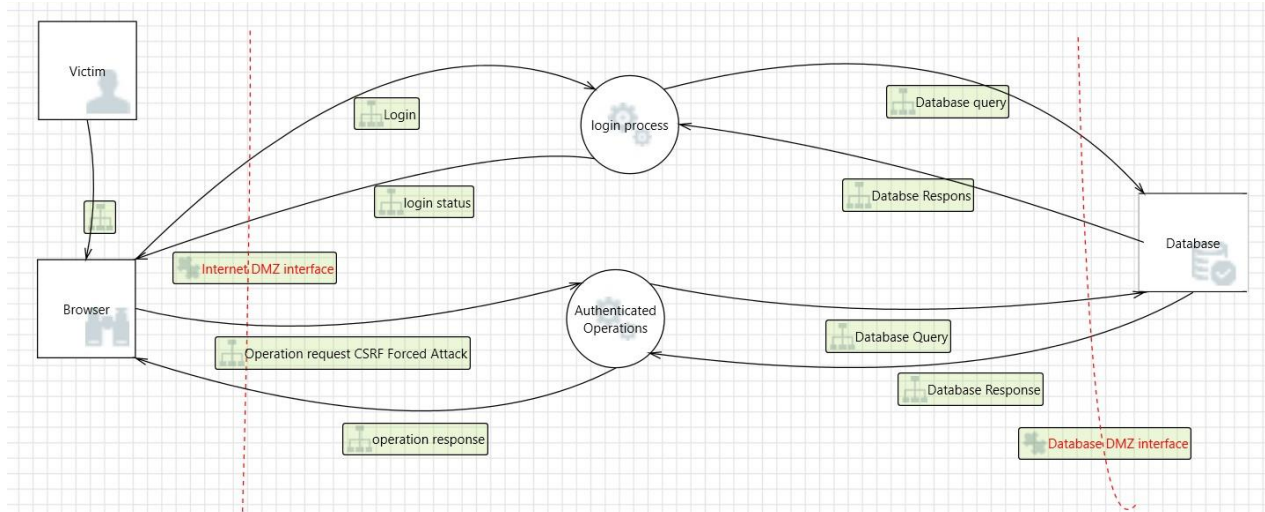 Victim
Login
login process
Database query
login status
Databse Respons
Database
Internet DMZ interface
Browser
Authenticated
Operations
Operation request CSRF Forced Attack
Database Query
Database Response
operation response
Database DMZ interface